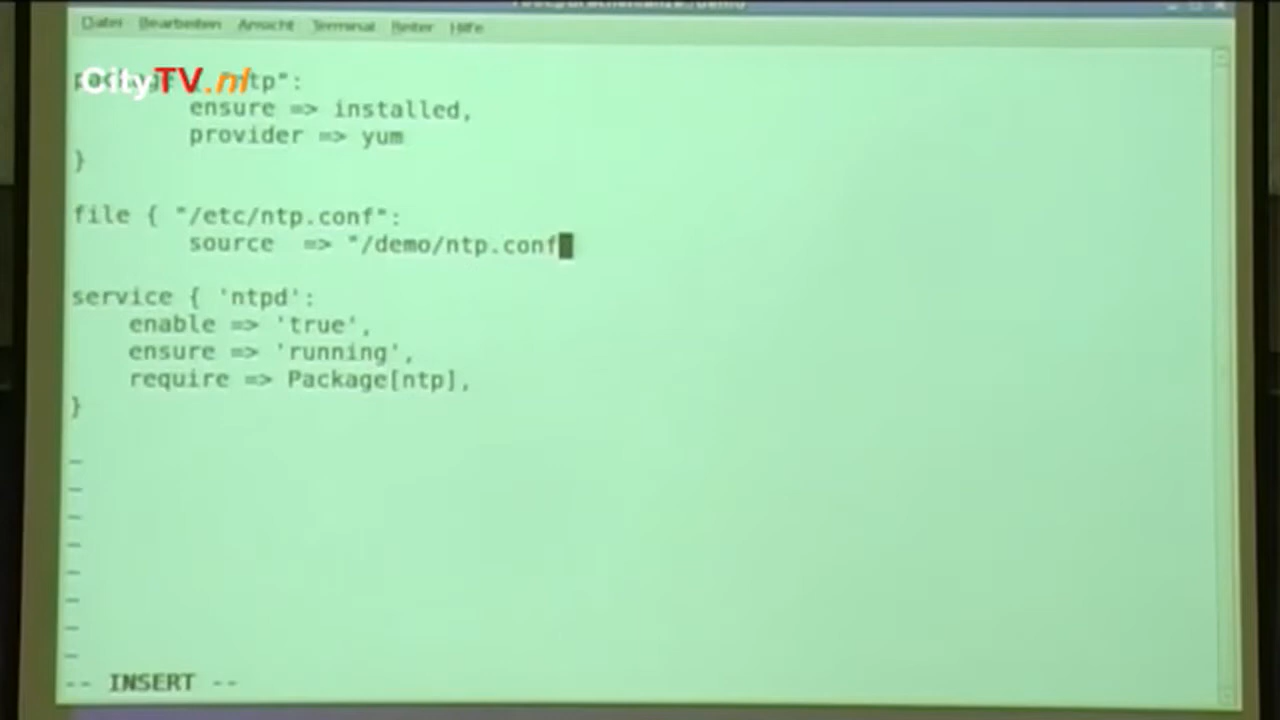 Datei Bearbeiten Ansicht Terminal Reiter Hilfe
CityTV.nl
ntp":
ensure => installed,
provider => yum
}
file { "/etc/ntp.conf":
source => "/demo/ntp.conf
service { 'ntpd':
enable => 'true',
ensure => 'running',
require => Package[ntp],
}
~
~
~
~
~
~
~
~
-- INSERT --